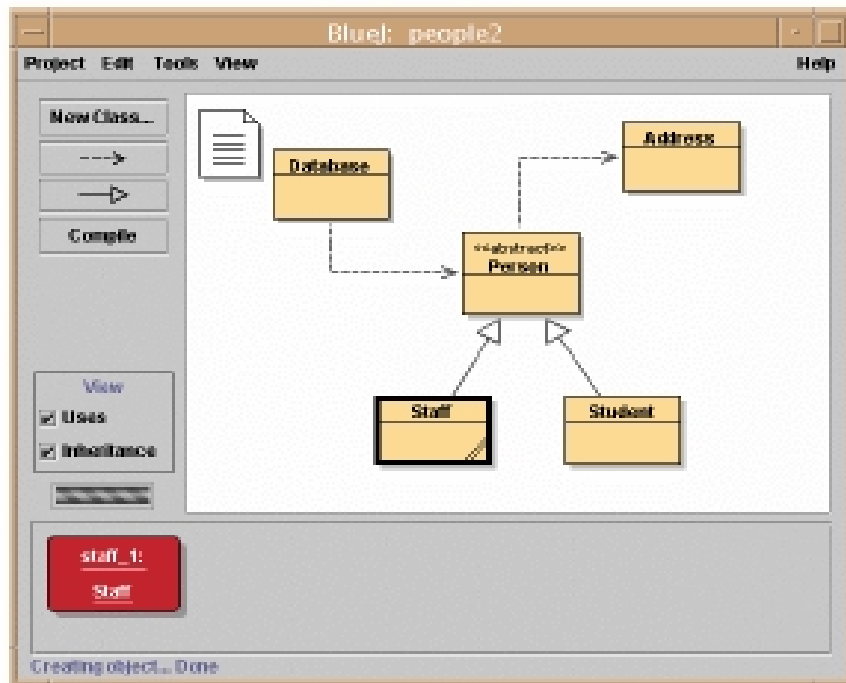 BlueJ: people2
Project Edit Tools View Help
New Class...
Compile
View
Uses
Inheritance
Database
Address
<<abstract>>
Person
Staff
Student
staff_1:
Staff
Creating object... Done